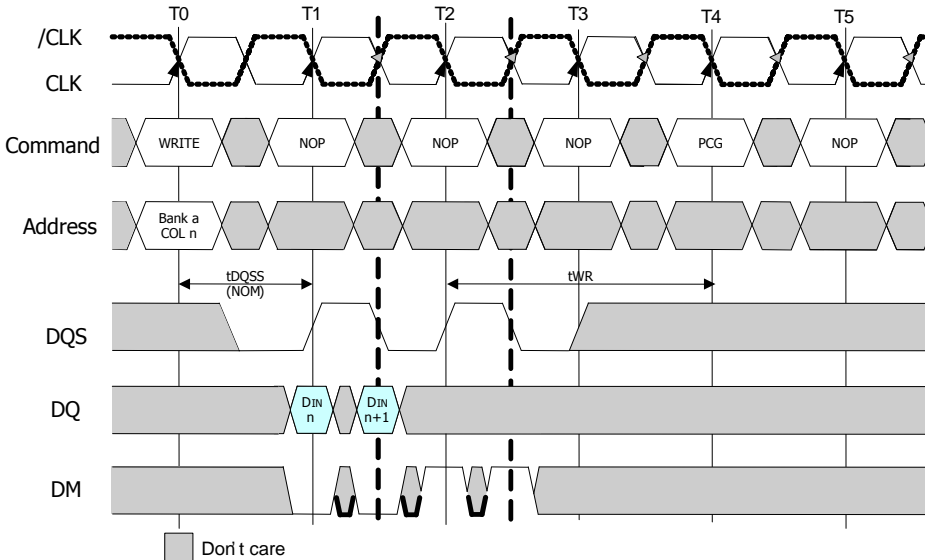 T0 T1 T2 T3 T4 T5
/CLK
CLK
Command WRITE NOP NOP NOP PCG NOP
Address Bank a
COL n
tDQSS
(NOM)
tWR
DQS
DQ DIN
n
DIN
n+1
DM
Don't care